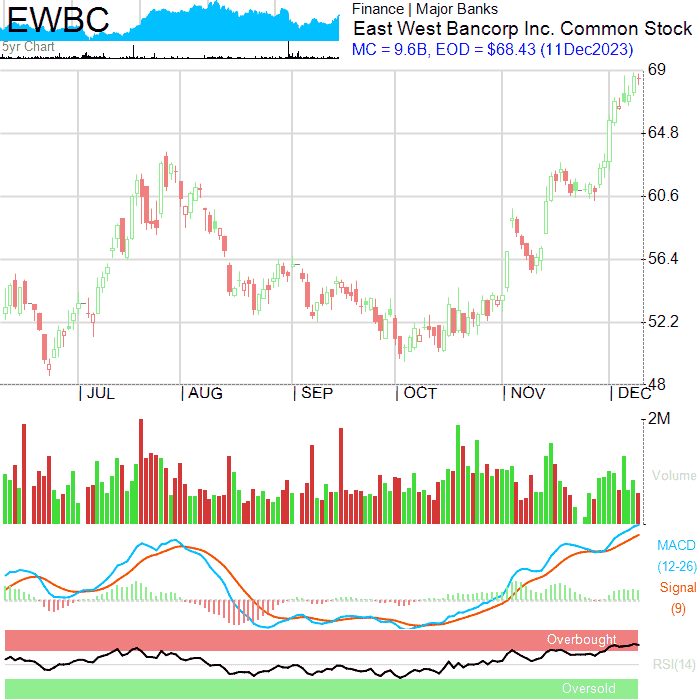 EWBC
5yr Chart
Finance | Major Banks
East West Bancorp Inc. Common Stock
MC = 9.6B, EOD = $68.43 (11Dec2023)
69
64.8
60.6
56.4
52.2
48
JUL
AUG
SEP
OCT
NOV
DEC
2M
Volume
MACD
(12-26)
Signal
(9)
Overbought
RSI(14)
Oversold